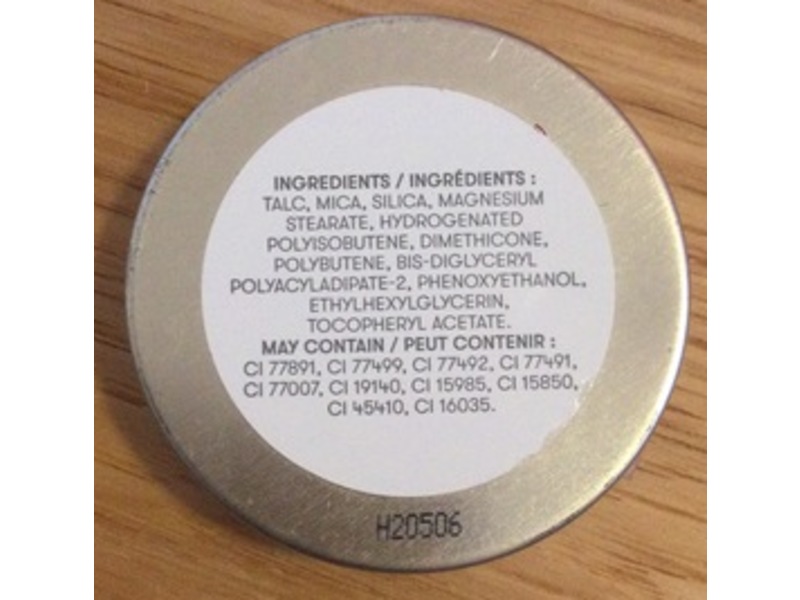 INGREDIENTS / INGRÉDIENTS :
TALC, MICA, SILICA, MAGNESIUM
STEARATE, HYDROGENATED
POLYISOBUTENE, DIMETHICONE,
POLYBUTENE, BIS-DIGLYCERYL
POLYACYLADIPATE-2, PHENOXYETHANOL,
ETHYLHEXYLGLYCERIN,
TOCOPHERYL ACETATE.
MAY CONTAIN / PEUT CONTENIR :
CI 77891, CI 77499, CI 77492, CI 77491,
CI 77007, CI 19140, CI 15985, CI 15850,
CI 45410, CI 16035.
H20506